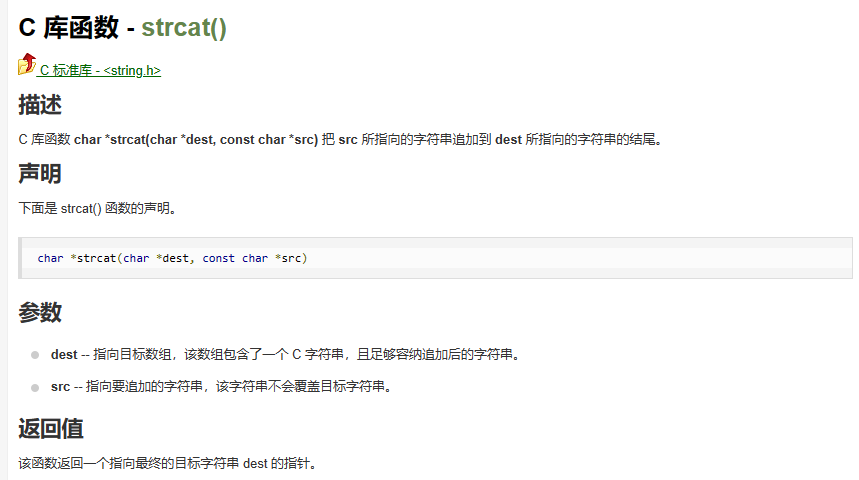 C 库函数 - strcat()
C 标准库 - <string.h>
描述
C 库函数 char *strcat(char *dest, const char *src) 把 src 所指向的字符串追加到 dest 所指向的字符串的结尾。
声明
下面是 strcat() 函数的声明。
char *strcat(char *dest, const char *src)
参数
dest -- 指向目标数组，该数组包含了一个 C 字符串，且足够容纳追加后的字符串。
src -- 指向要追加的字符串，该字符串不会覆盖目标字符串。
返回值
该函数返回一个指向最终的目标字符串 dest 的指针。